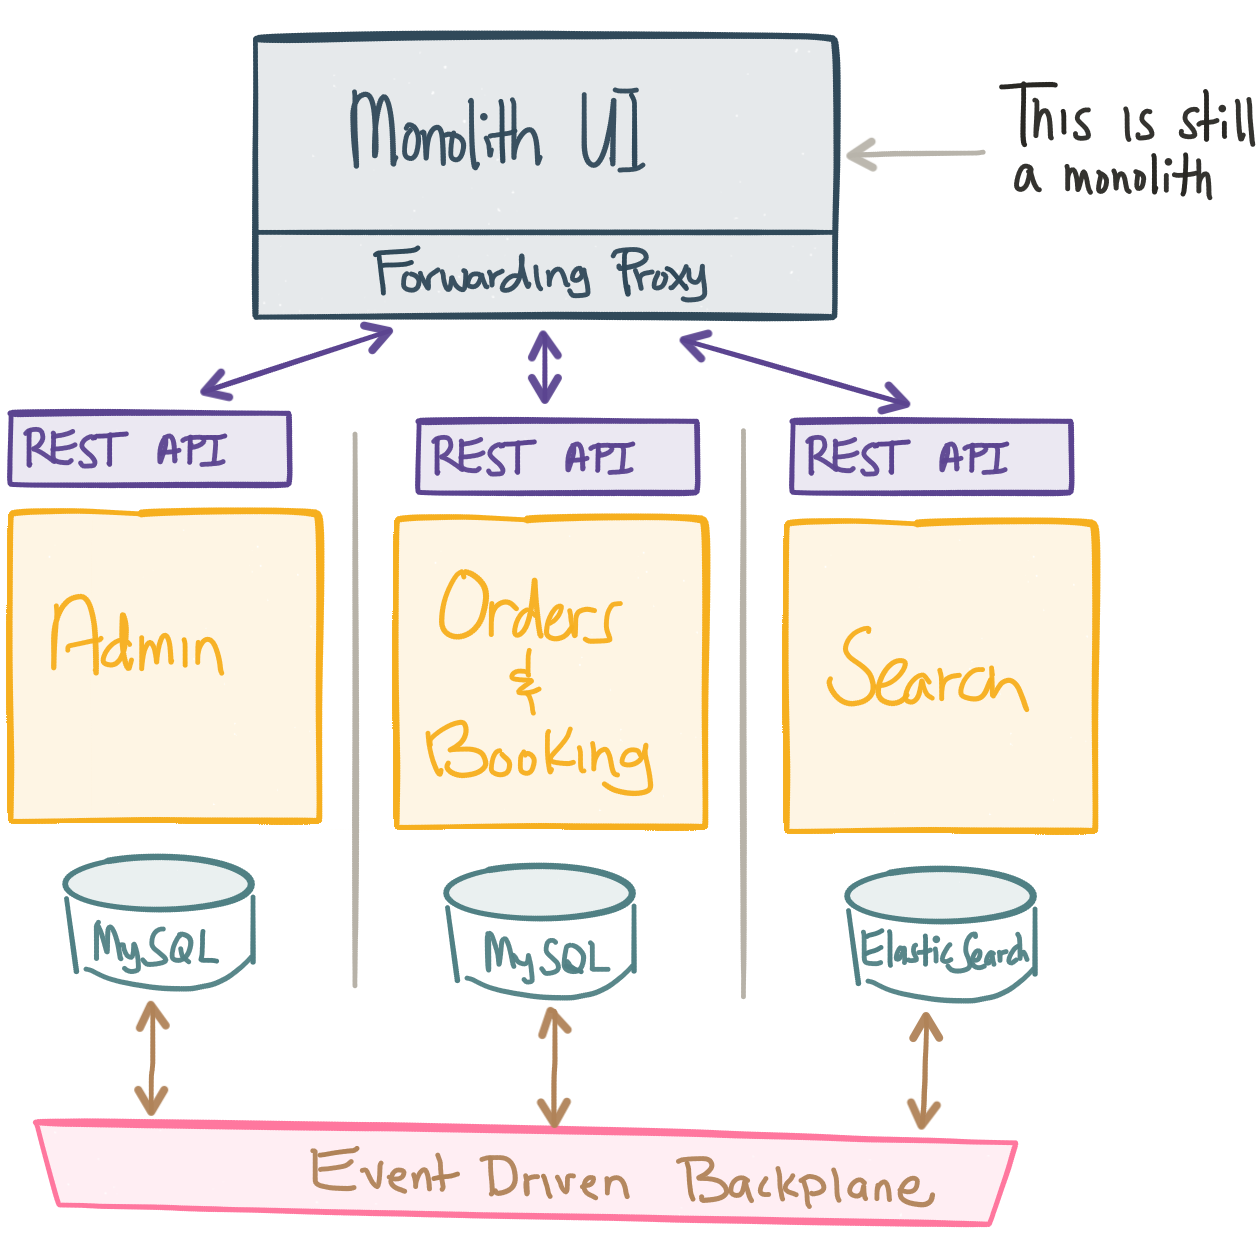 Monolith UI
This is still
a monolith
Forwarding Proxy
REST API
REST API
REST API
Admin
Orders
&
Booking
Search
MySQL
MySQL
ElasticSearch
Event Driven Backplane